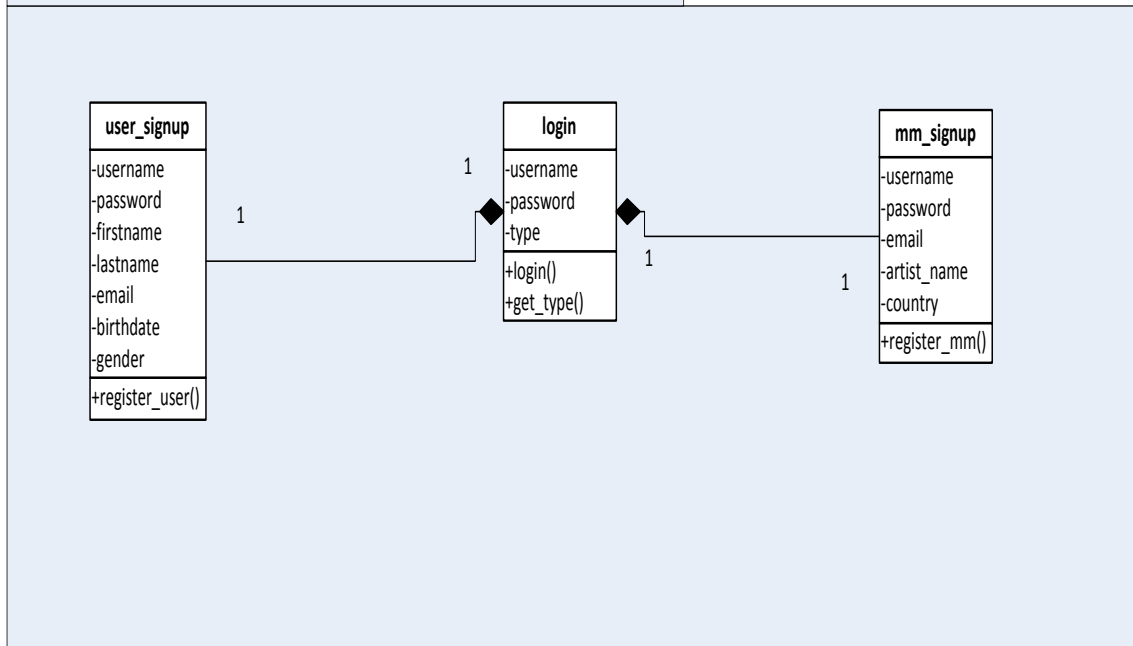 user_signup
-username
-password
-firstname
-lastname
-email
-birthdate
-gender
+register_user()
1
1
login
-username
-password
-type
+login()
+get_type()
1
1
mm_signup
-username
-password
-email
-artist_name
-country
+register_mm()